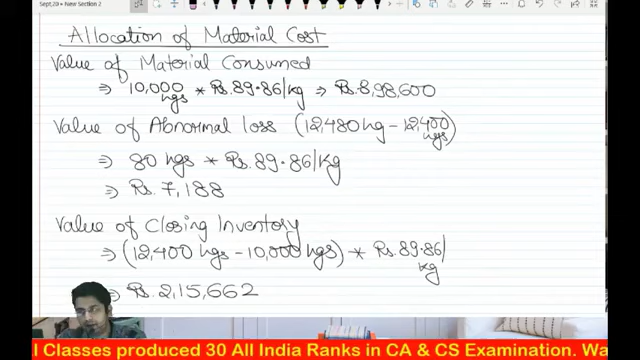 Sept,20 • New Section 2
Allocation of Material Cost
Value of Material Consumed
⇒ 10,000 kgs * Rs.89.86/kg ⇒ Rs.8,98,600
Value of Abnormal loss (12,480kg - 12,400 kgs)
⇒ 80 kgs * Rs.89.86/kg
⇒ Rs.7,188
Value of Closing Inventory
⇒ (12,400 kgs - 10,000 kgs) * Rs.89.86/kg
⇒ Rs.2,15,662
l Classes produced 30 All India Ranks in CA & CS Examination. Wa